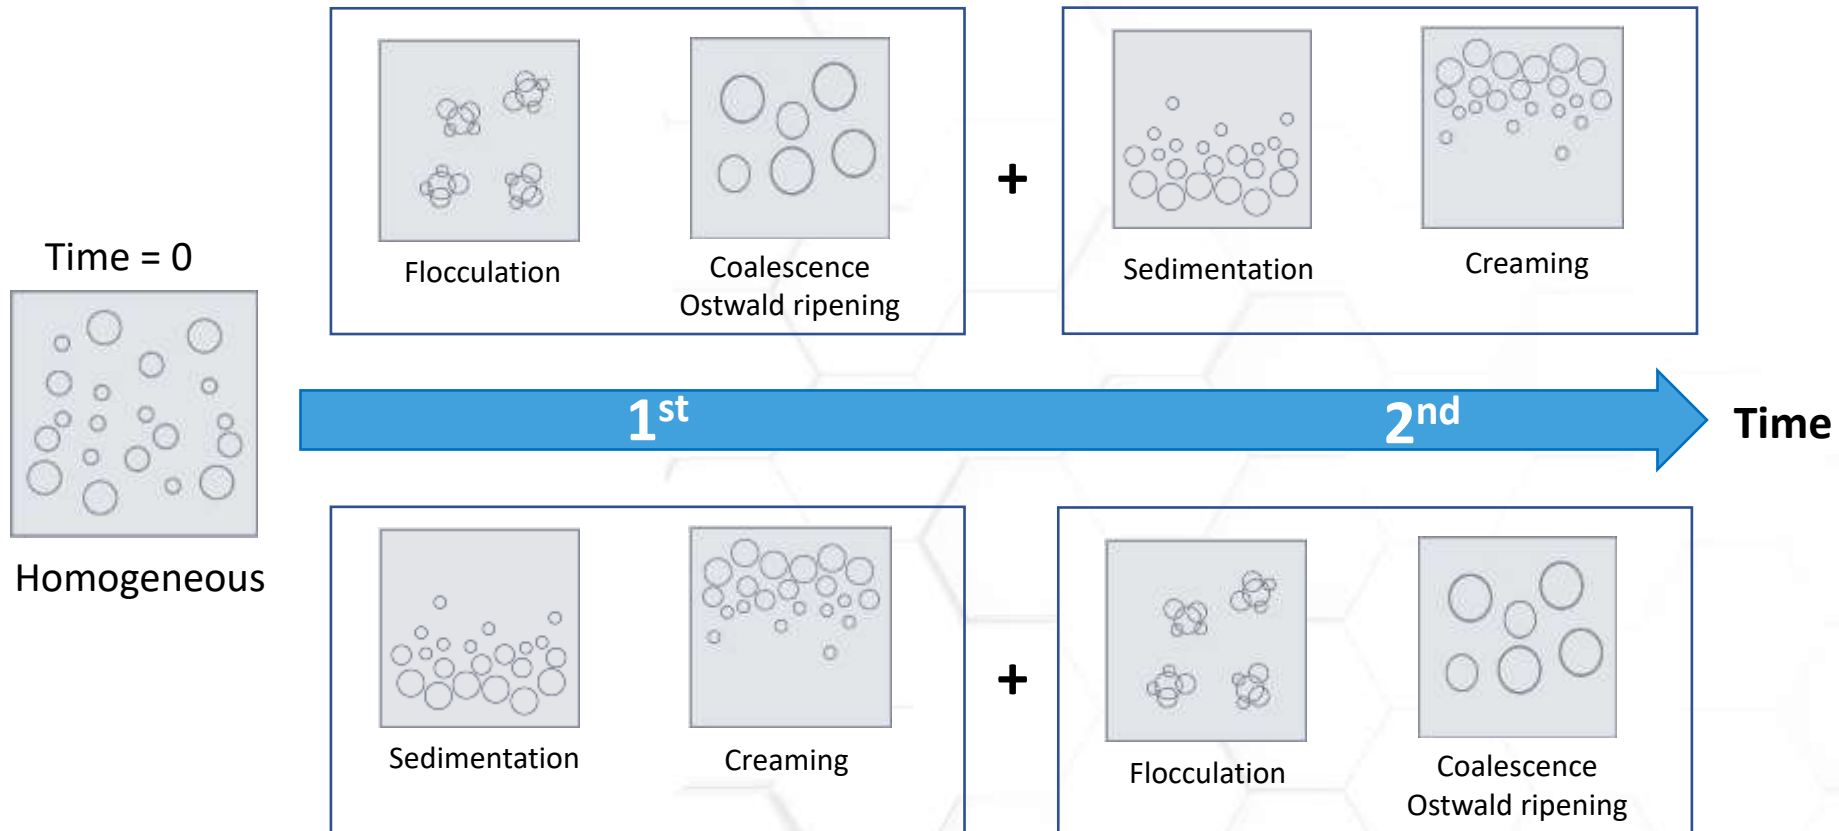 Time = 0
Homogeneous
Flocculation
Coalescence
Ostwald ripening
+
Sedimentation
Creaming
1st
2nd
Time
Sedimentation
Creaming
+
Flocculation
Coalescence
Ostwald ripening